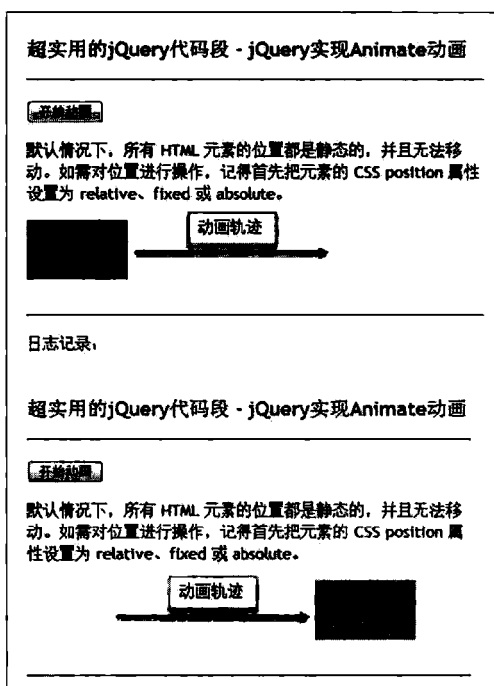 超实用的jQuery代码段 - jQuery实现Animate动画
开始动画
默认情况下，所有 HTML 元素的位置都是静态的，并且无法移
动。如需对位置进行操作，记得首先把元素的 CSS position 属性
设置为 relative、fixed 或 absolute。
动画轨迹
日志记录：
超实用的jQuery代码段 - jQuery实现Animate动画
开始动画
默认情况下，所有 HTML 元素的位置都是静态的，并且无法移
动。如需对位置进行操作，记得首先把元素的 CSS position 属
性设置为 relative、fixed 或 absolute。
动画轨迹